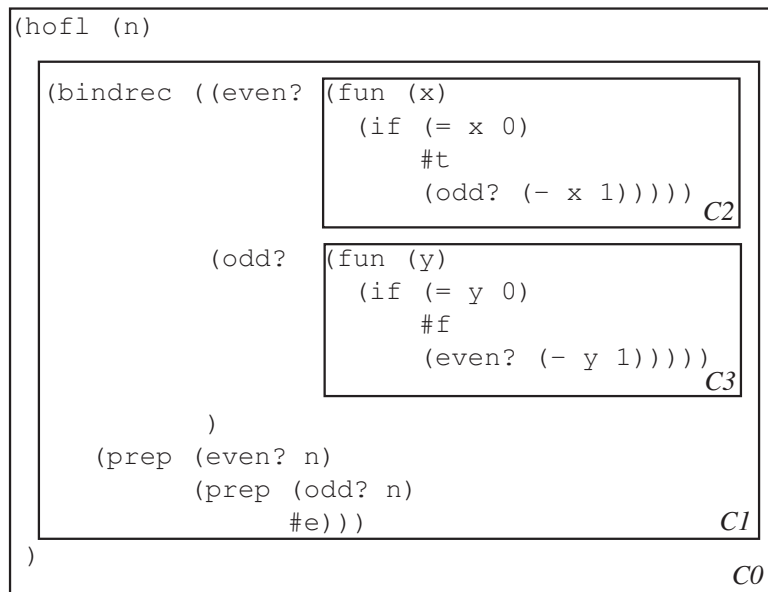 (hofl (n)
(bindrec ((even? (fun (x)
(if (= x 0)
#t
(odd? (- x 1)))))
C2
(odd? (fun (y)
(if (= y 0)
#f
(even? (- y 1)))))
C3
)
(prep (even? n)
(prep (odd? n)
#e)))
C1
)
C0